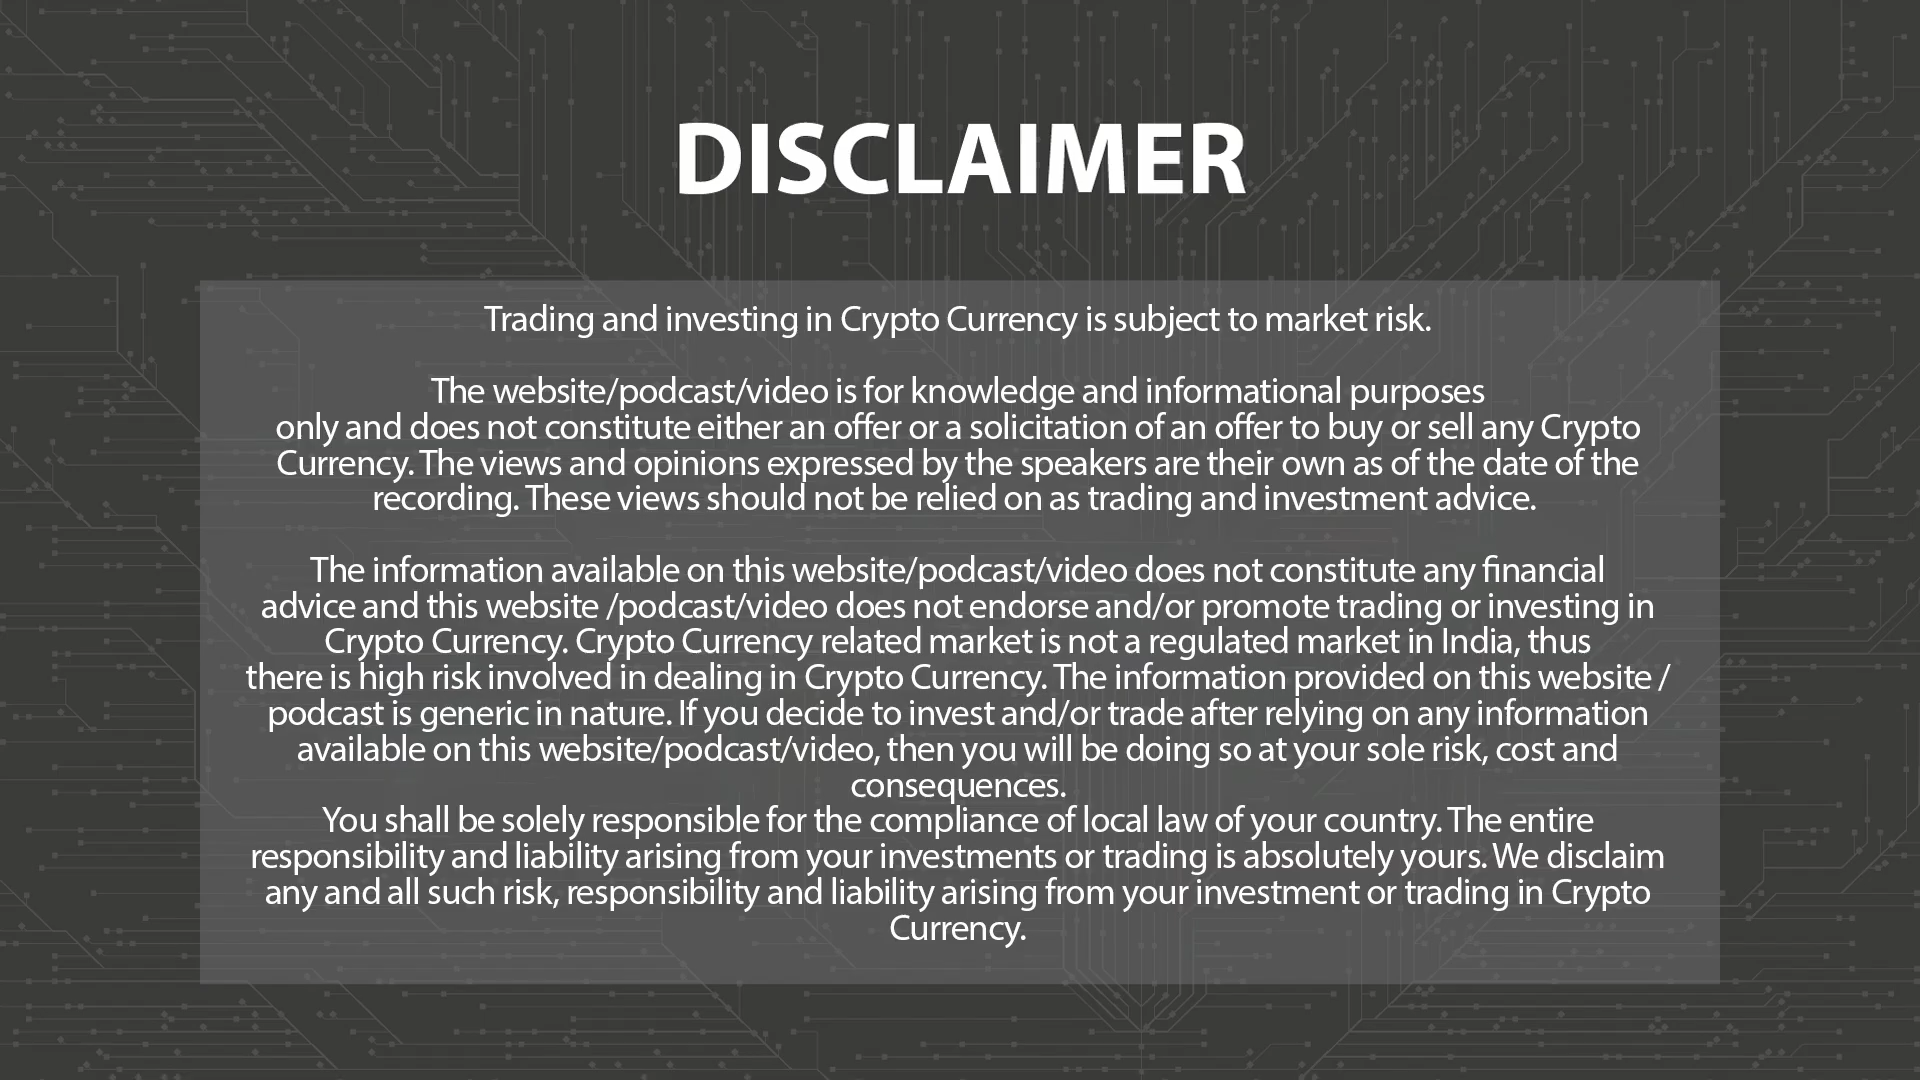 DISCLAIMER
Trading and investing in Crypto Currency is subject to market risk.
The website/podcast/video is for knowledge and informational purposes
only and does not constitute either an offer or a solicitation of an offer to buy or sell any Crypto
Currency. The views and opinions expressed by the speakers are their own as of the date of the
recording. These views should not be relied on as trading and investment advice.
The information available on this website/podcast/video does not constitute any financial
advice and this website /podcast/video does not endorse and/or promote trading or investing in
Crypto Currency. Crypto Currency related market is not a regulated market in India, thus
there is high risk involved in dealing in Crypto Currency. The information provided on this website /
podcast is generic in nature. If you decide to invest and/or trade after relying on any information
available on this website/podcast/video, then you will be doing so at your sole risk, cost and
consequences.
You shall be solely responsible for the compliance of local law of your country. The entire
responsibility and liability arising from your investments or trading is absolutely yours. We disclaim
any and all such risk, responsibility and liability arising from your investment or trading in Crypto
Currency.